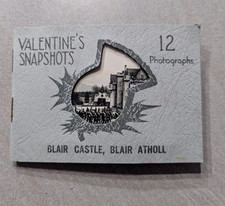 VALENTINE'S
SNAPSHOTS
12
Photographs
BLAIR CASTLE, BLAIR ATHOLL